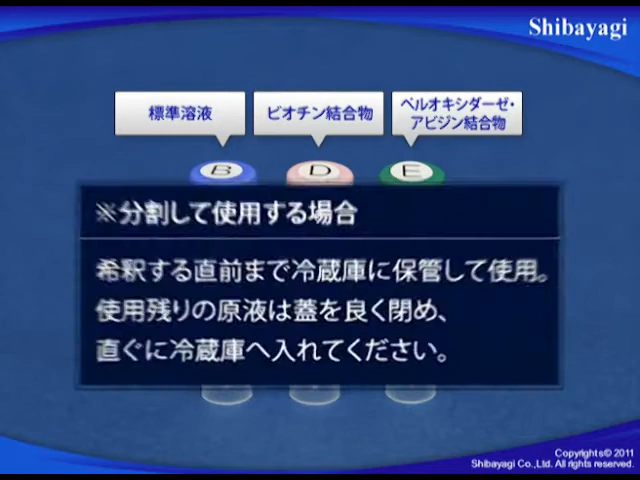 Shibayagi
標準溶液
ビオチン結合物
ペルオキシダーゼ・
アビジン結合物
B
D
E
※分割して使用する場合
希釈する直前まで冷蔵庫に保管して使用。
使用残りの原液は蓋を良く閉め、
直ぐに冷蔵庫へ入れてください。
Copyrights© 2011
Shibayagi Co.,Ltd. All rights reserved.